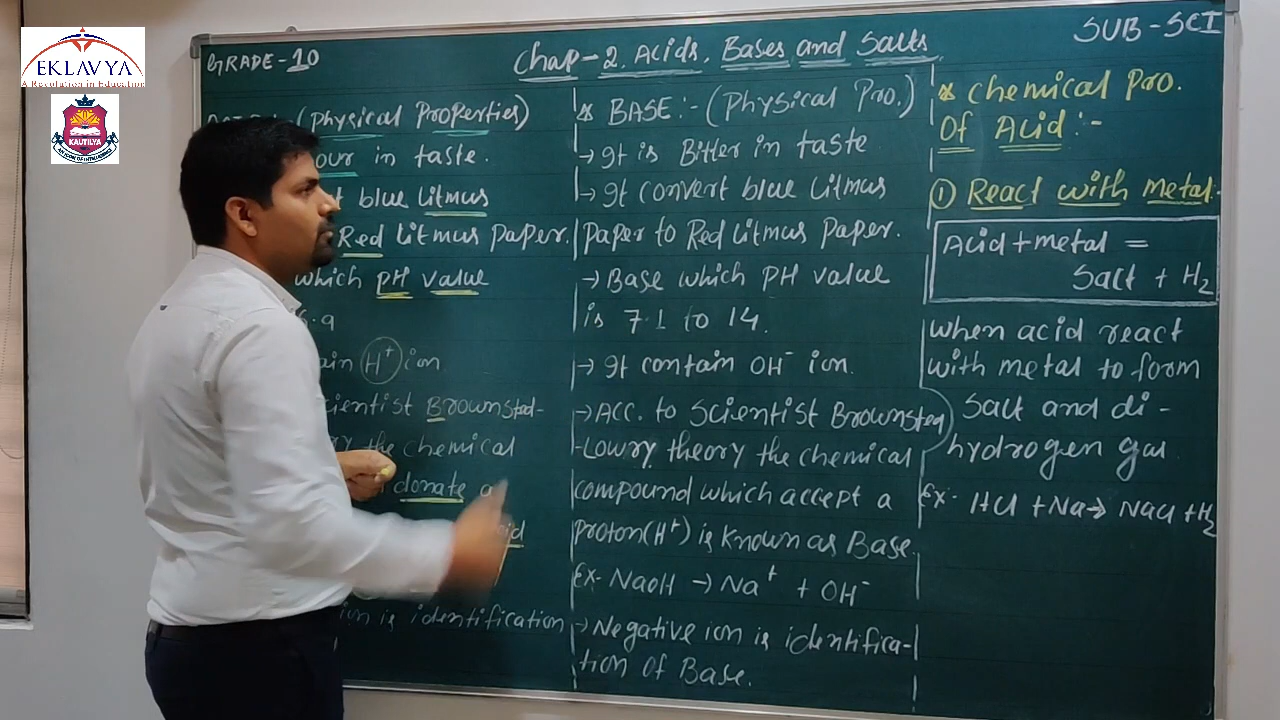 EKLAVYA
A Revolution in Education
KAUTILYA
GRADE-10
Chap-2. Acids, Bases and Salts
SUB-SCI
(Physical Properties)
our in taste.
t blue litmus
Red litmus paper.
which pH value
6.9
ain H+ ion
cientist Brownsted-
ry the chemical
donate a
id
ion is identification
* BASE:- (Physical Pro.)
→ It is Bitter in taste
→ It convert blue litmus
paper to Red litmus paper.
→ Base which PH value
is 7.1 to 14.
→ It contain OH- ion.
→ Acc. to scientist Brownsted
-Lowry theory the chemical
compound which accept a
proton(H+) is known as Base.
Ex- NaOH → Na+ + OH-
→ Negative ion is identifica-
tion of Base.
* Chemical Pro.
Of Acid:-
① React with metal:
Acid+metal =
Salt + H2
when acid react
with metal to form
Salt and di-
hydrogen gas
Ex- HCl + Na → NaCl + H2